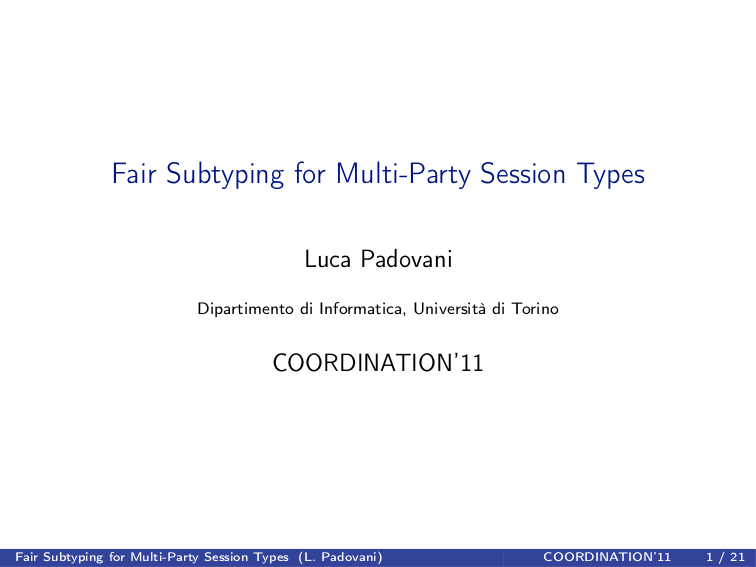 Fair Subtyping for Multi-Party Session Types
Luca Padovani
Dipartimento di Informatica, Università di Torino
COORDINATION'11
Fair Subtyping for Multi-Party Session Types (L. Padovani) COORDINATION'11 1 / 21